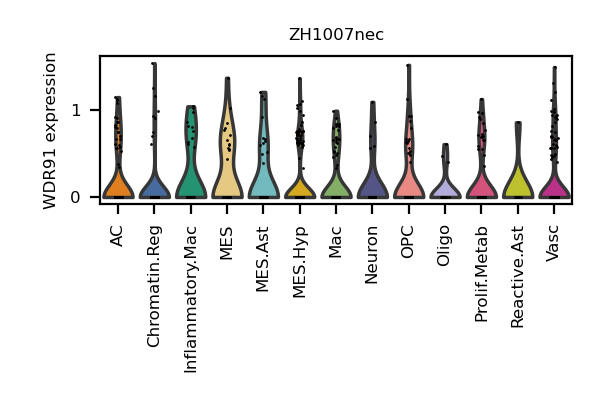 ZH1007nec
WDR91 expression
1
0
AC
Chromatin.Reg
Inflammatory.Mac
MES
MES.Ast
MES.Hyp
Mac
Neuron
OPC
Oligo
Prolif.Metab
Reactive.Ast
Vasc